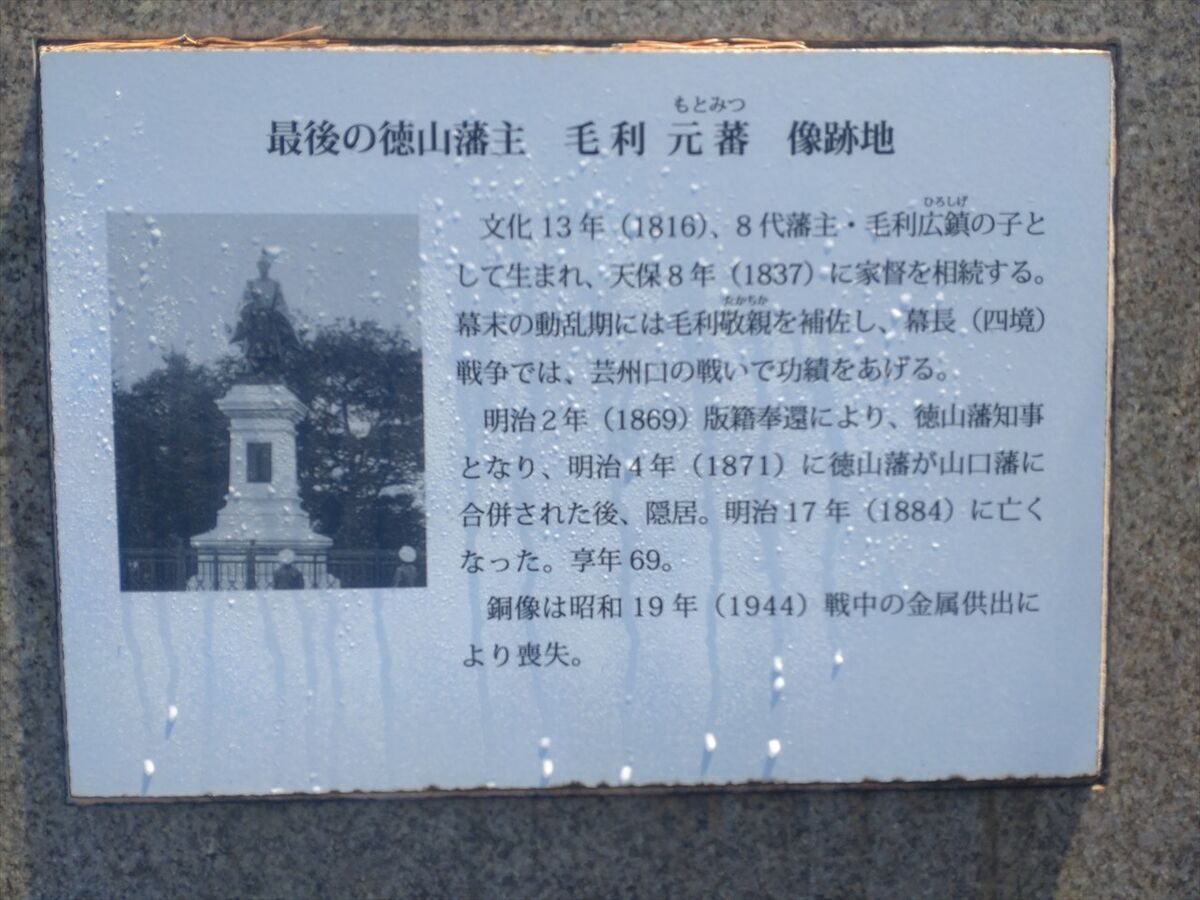 もとみつ
最後の徳山藩主 毛利 元蕃 像跡地
ひろしげ
文化 13 年（1816）、8 代藩主・毛利広鎮の子と
して生まれ、天保 8 年（1837）に家督を相続する。
たかちか
幕末の動乱期には毛利敬親を補佐し、幕長（四境）
戦争では、芸州口の戦いで功績をあげる。
明治 2 年（1869）版籍奉還により、徳山藩知事
となり、明治 4 年（1871）に徳山藩が山口藩に
合併された後、隠居。明治 17 年（1884）に亡く
なった。享年 69。
銅像は昭和 19 年（1944）戦中の金属供出に
より喪失。